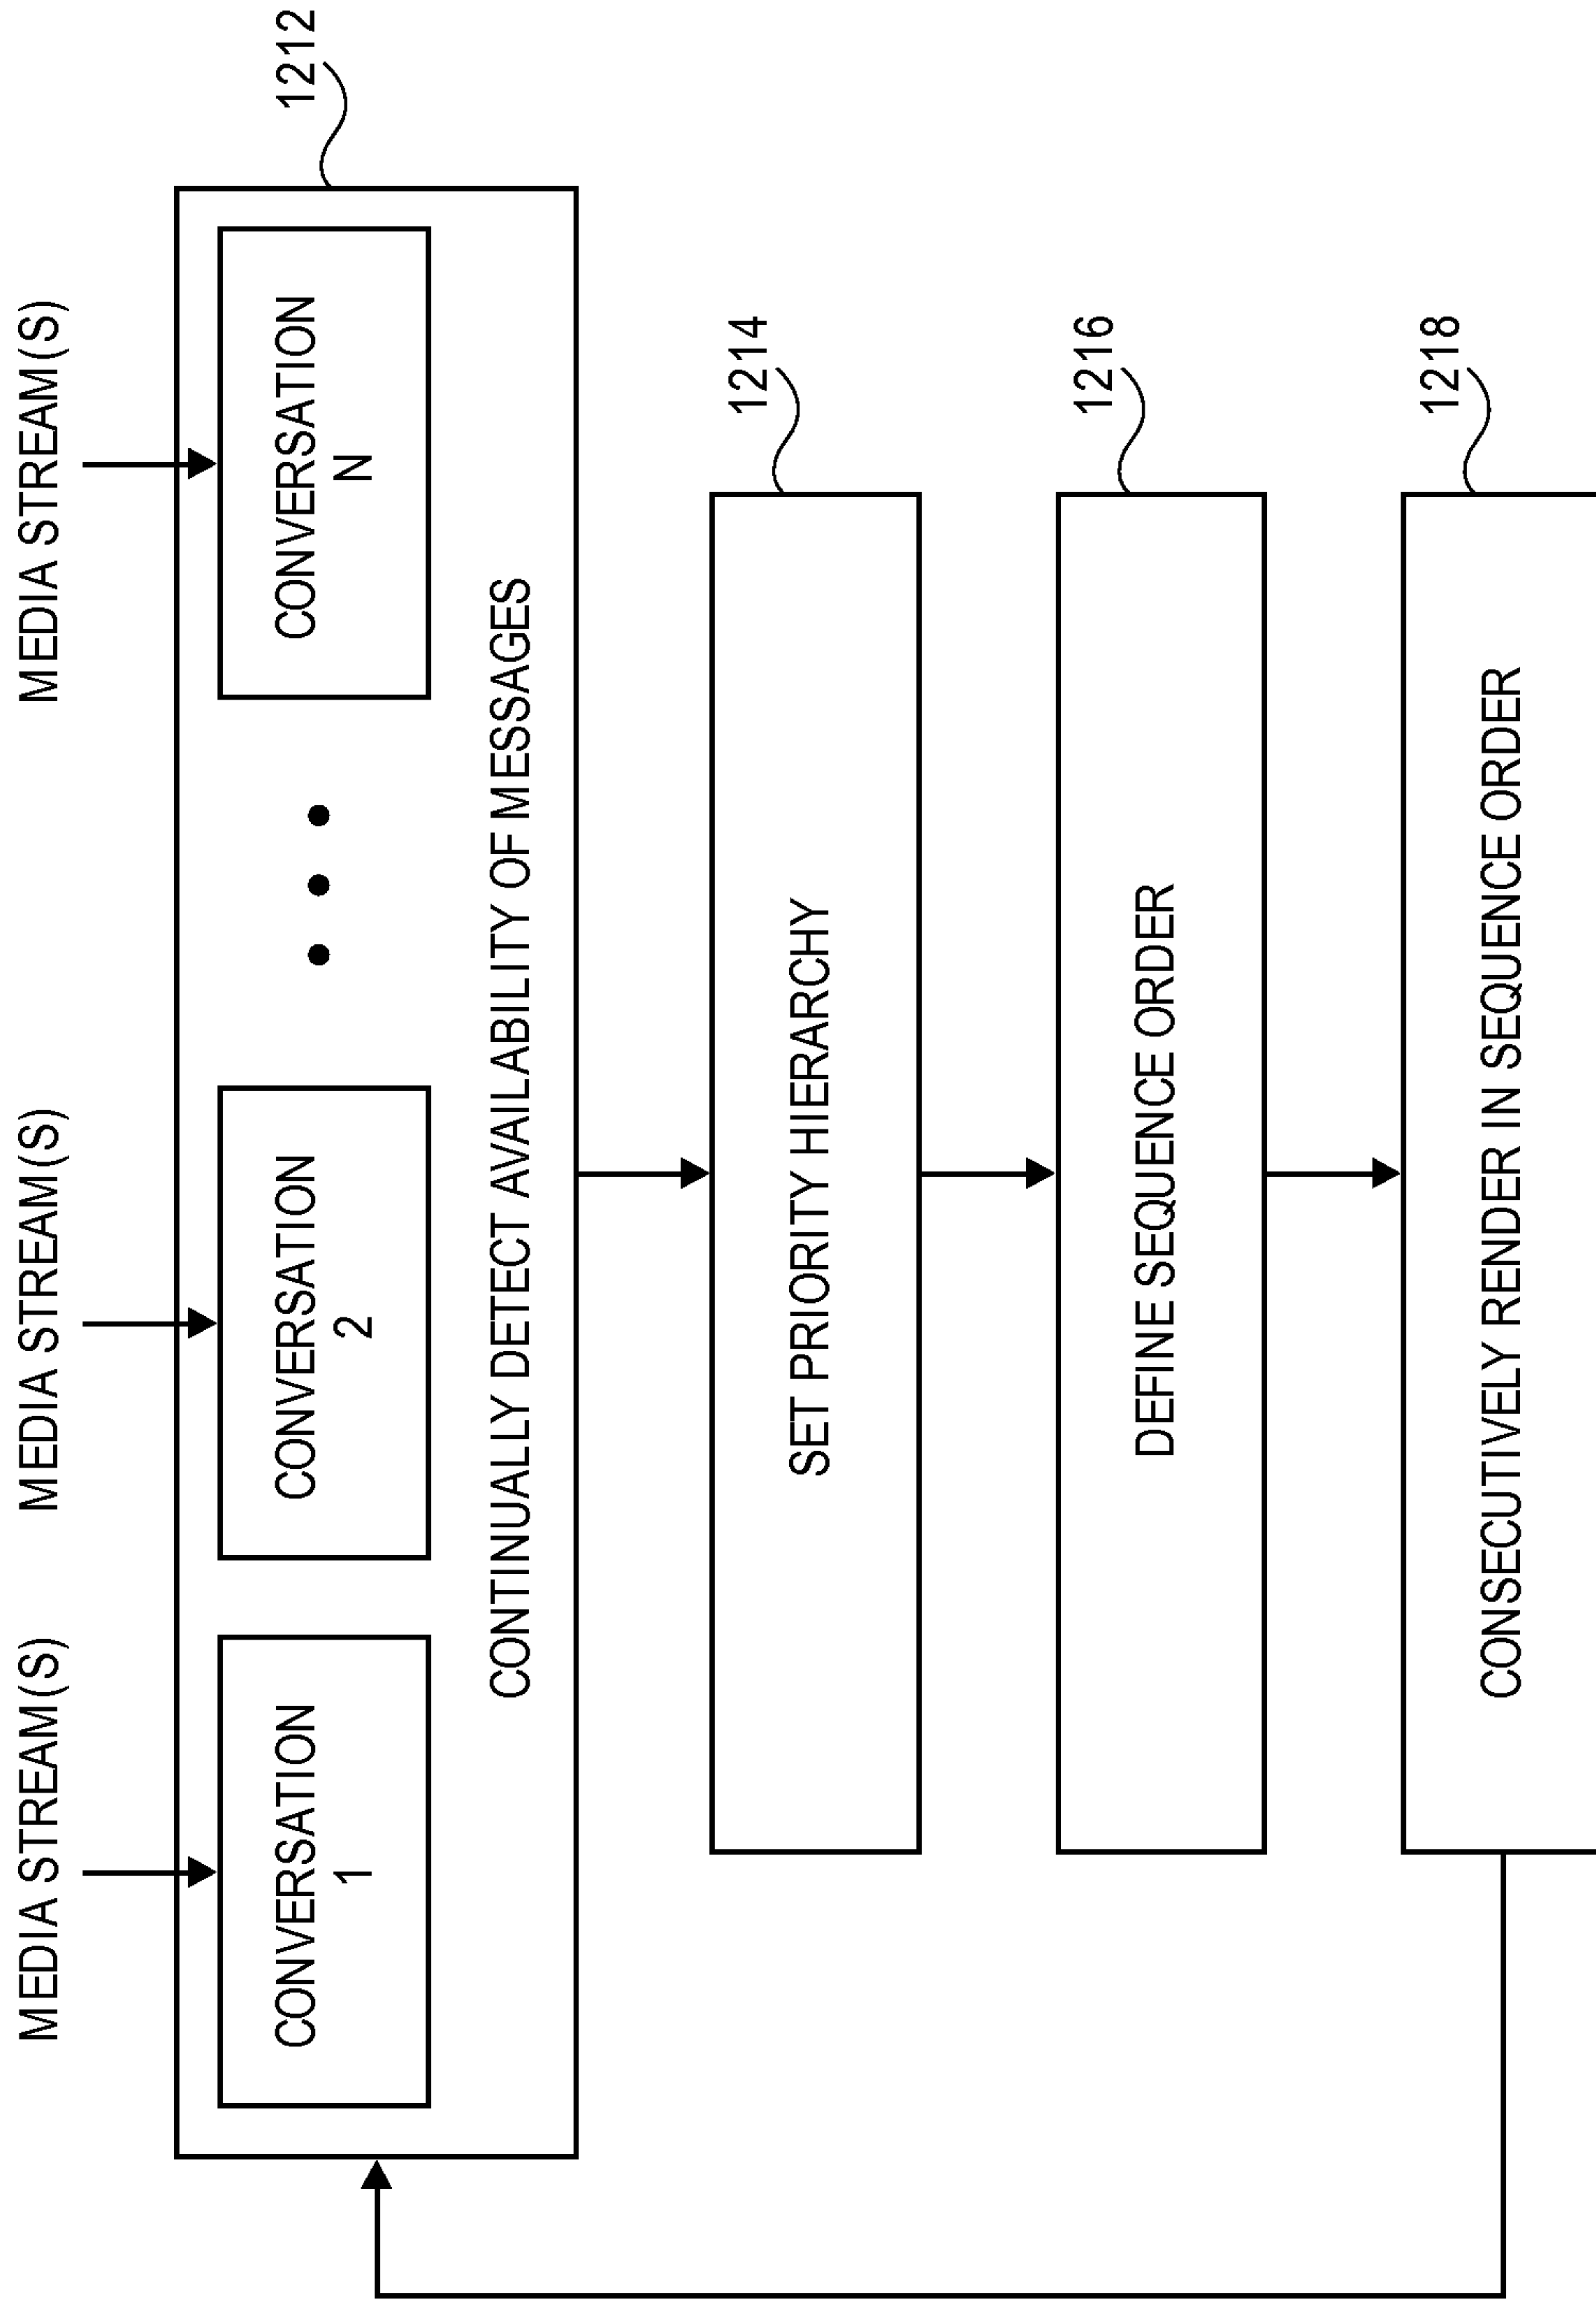 MEDIA STREAM(S)
MEDIA STREAM(S)
MEDIA STREAM(S)
1212
CONVERSATION
1
CONVERSATION
2
CONVERSATION
N
CONTINUALLY DETECT AVAILABILITY OF MESSAGES
1214
SET PRIORITY HIERARCHY
1216
DEFINE SEQUENCE ORDER
1218
CONSECUTIVELY RENDER IN SEQUENCE ORDER